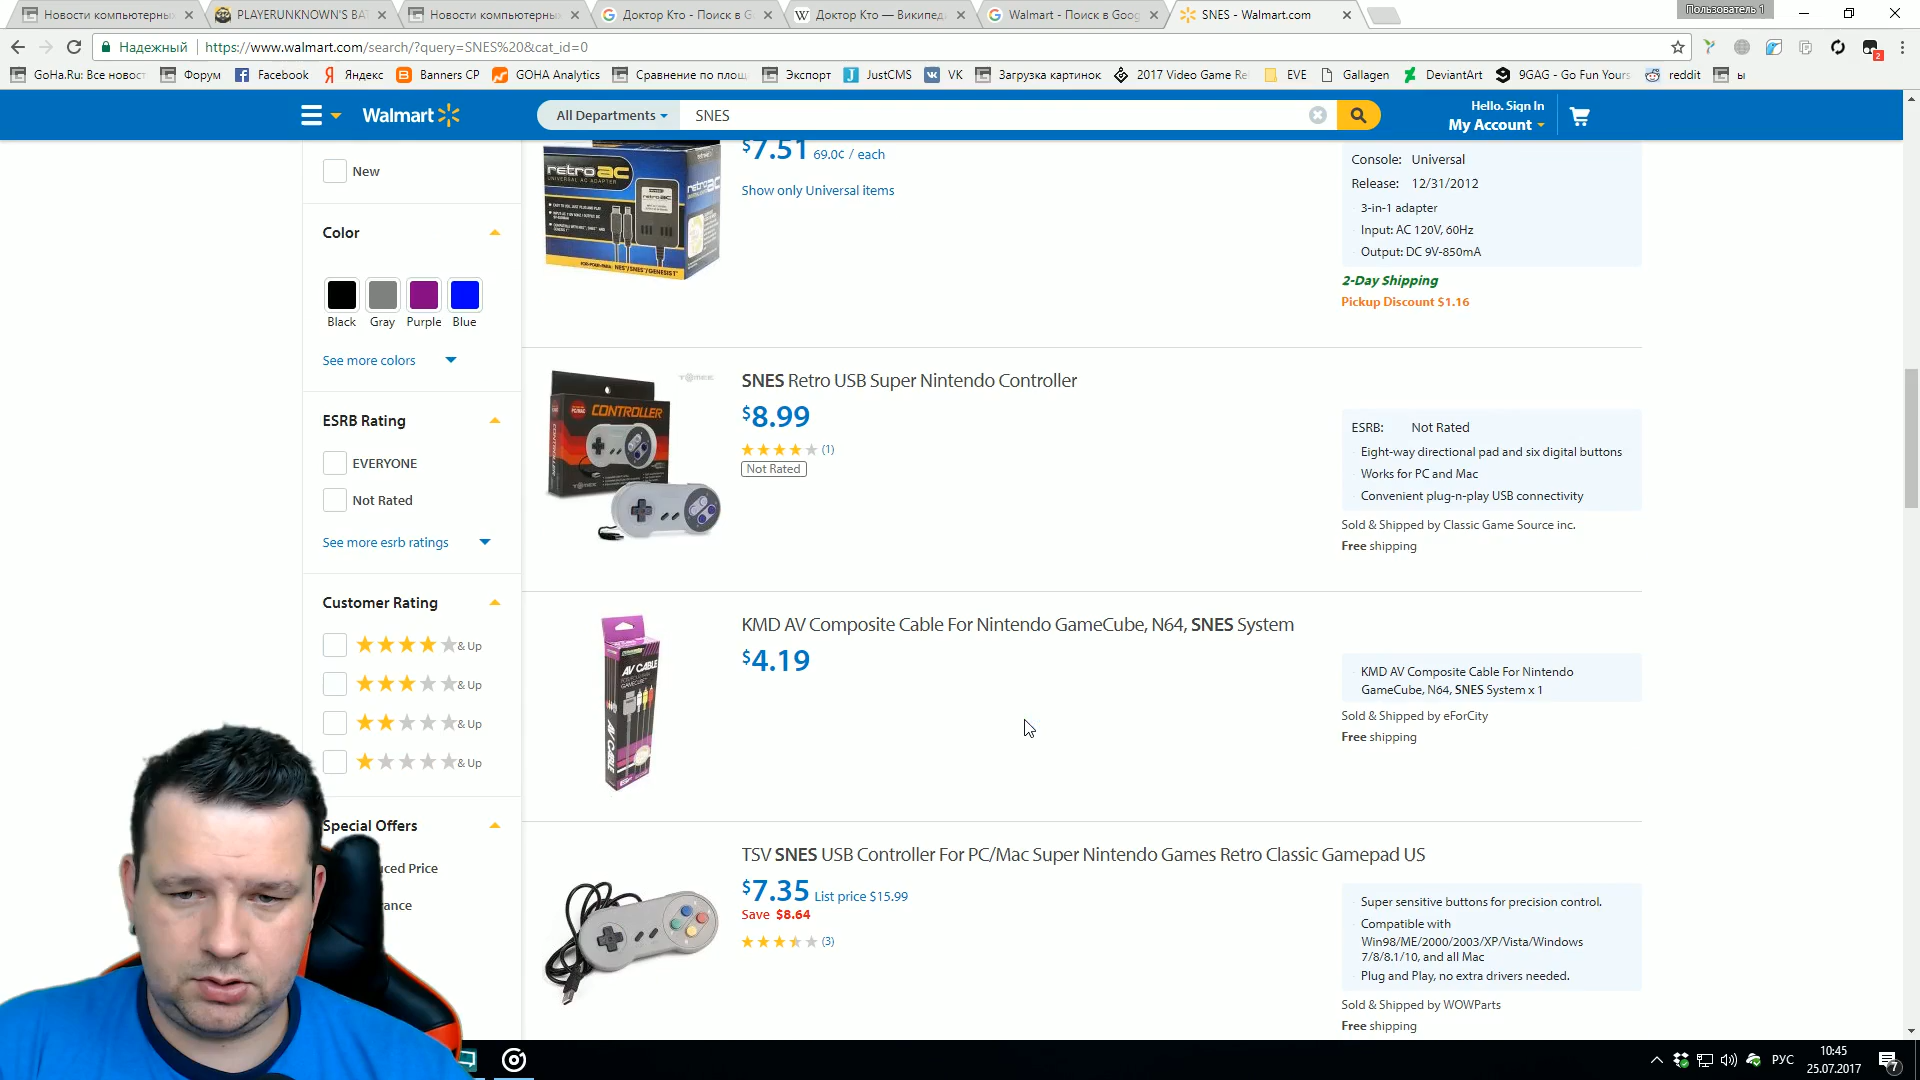 Новости компьютерны
PLAYERUNKNOWN'S BAT
Новости компьютерны
Доктор Кто - Поиск в G
Доктор Кто — Википед
Walmart - Поиск в Goog
SNES - Walmart.com
Пользователь 1
Надежный
https://www.walmart.com/search/?query=SNES%20&cat_id=0
GoHa.Ru: Все новост
Форум
Facebook
Яндекс
Banners CP
GOHA Analytics
Сравнение по площ
Экспорт
JustCMS
VK
Загрузка картинок
2017 Video Game Rel
EVE
Gallagen
DeviantArt
9GAG - Go Fun Yours
reddit
ы
Walmart
All Departments
SNES
Hello. Sign In
My Account
New
Color
Black
Gray
Purple
Blue
See more colors
ESRB Rating
EVERYONE
Not Rated
See more esrb ratings
Customer Rating
& Up
& Up
& Up
& Up
Special Offers
uced Price
arance
retro AC
UNIVERSAL AC ADAPTER
$7.51 69.0¢ / each
Show only Universal items
Console: Universal
Release: 12/31/2012
3-in-1 adapter
Input: AC 120V, 60Hz
Output: DC 9V-850mA
2-Day Shipping
Pickup Discount $1.16
TOMEE
CONTROLLER
SNES Retro USB Super Nintendo Controller
$8.99
(1)
Not Rated
ESRB: Not Rated
Eight-way directional pad and six digital buttons
Works for PC and Mac
Convenient plug-n-play USB connectivity
Sold & Shipped by Classic Game Source inc.
Free shipping
AV CABLE
KMD AV Composite Cable For Nintendo GameCube, N64, SNES System
$4.19
KMD AV Composite Cable For Nintendo
GameCube, N64, SNES System x 1
Sold & Shipped by eForCity
Free shipping
TSV SNES USB Controller For PC/Mac Super Nintendo Games Retro Classic Gamepad US
$7.35 List price $15.99
Save $8.64
(3)
Super sensitive buttons for precision control.
Compatible with
Win98/ME/2000/2003/XP/Vista/Windows
7/8/8.1/10, and all Mac
Plug and Play, no extra drivers needed.
Sold & Shipped by WOWParts
Free shipping
РУС
10:45
25.07.2017
7